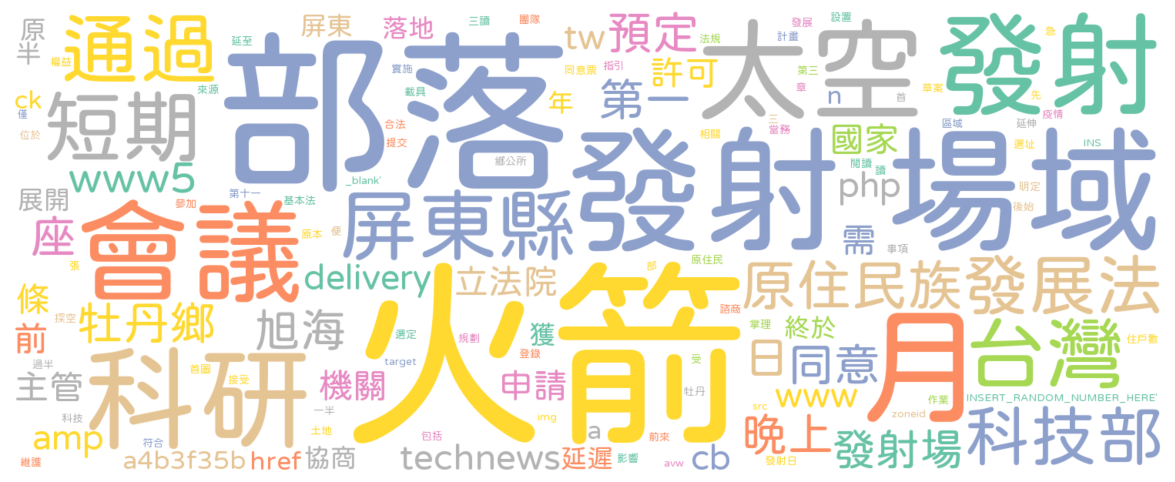 原半
通過
延至
權益
屏東
落地
三讀
團隊
tw
預定
法規
發展
計畫
設置
急
發射
太空
部落
實施
載具
同意票
指引
許可
第三
章
n
首
草案
先
疫情
ck
僅
位於
短期
來源
合法
提交
年
第一
三
當務
相關
國家
區域
延伸
選址
INS
www5
_blank'
鄉公所
發射
場域
閱讀
讀
php
明定
後始
展開
第十一
參加
基本法
屏東縣
座
會議
原本
便
需
事項
張
delivery
立法院
部
原住民
原住民族發展法
條
探空
牡丹鄉
旭海
火箭
選定
規劃
獲
諮商
掌理
終於
前
過半
主管
科研
首圈
接受
target
登錄
受
日
同意
月
台灣
住戶數
機關
申請
牡丹
www
INSERT_RANDOM_NUMBER_HERE'
科技
一半
土地
img
src
作業
zoneid
amp
符合
包括
a
前來
晚上
發射場
科技部
維護
a4b3f35b
href
協商
technews
延遲
影響
avw
cb
發射日